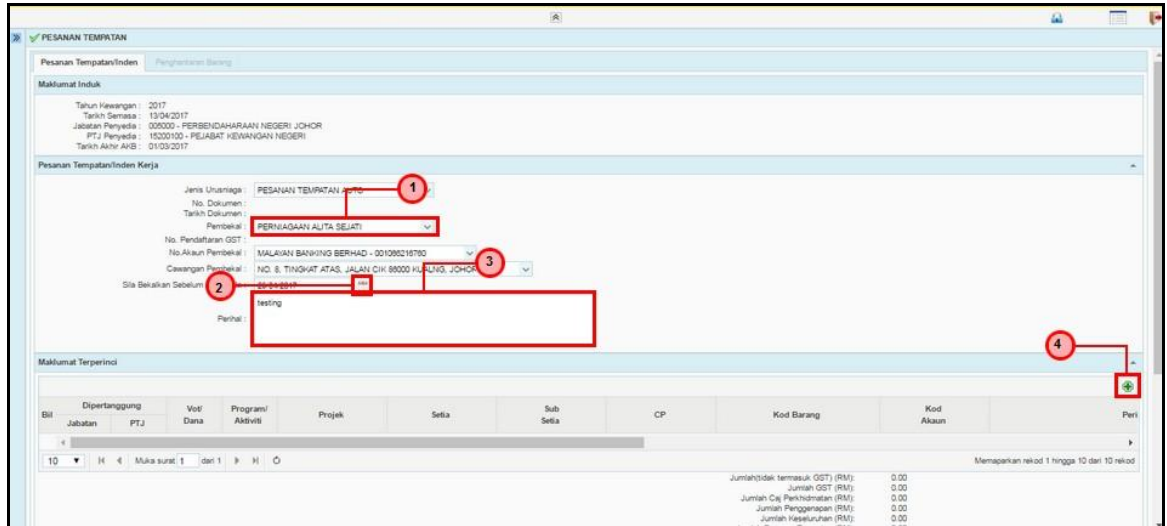 PESANAN TEMPATAN
Pesanan Tempatan/Inden Penghantaran Barang
Maklumat Induk
Tahun Kewangan : 2017
Tarikh Semasa : 13/04/2017
Jabatan Penyedia : 005000 - PERBENDAHARAAN NEGERI JOHOR
PTJ Penyedia : 15200100 - PEJABAT KEWANGAN NEGERI
Tarikh Akhir AKB : 01/03/2017
Pesanan Tempatan/Inden Kerja
Jenis Urusniaga : PESANAN TEMPATAN AUTO
1
No. Dokumen :
Tarikh Dokumen :
Pembekal : PERNIAGAAN ALITA SEJATI
No. Pendaftaran GST :
No.Akaun Pembekal : MALAYAN BANKING BERHAD - 001066216760
3
Cawangan Pembekal : NO. 8, TINGKAT ATAS, JALAN CIK 86000 KLUANG, JOHOR
Sila Bekalkan Sebelum
2
testing
Perihal :
4
Maklumat Terperinci
Bil Dipertanggung Jabatan PTJ Vot/ Dana Program/ Aktiviti Projek Setia Sub Setia CP Kod Barang Kod Akaun Peri
10 Muka surat 1 dari 1 Memaparkan rekod 1 hingga 10 dari 10 rekod
Jumlah(tidak termasuk GST) (RM): 0.00
Jumlah GST (RM): 0.00
Jumlah Caj Perkhidmatan (RM): 0.00
Jumlah Penggenapan (RM): 0.00
Jumlah Keseluruhan (RM): 0.00